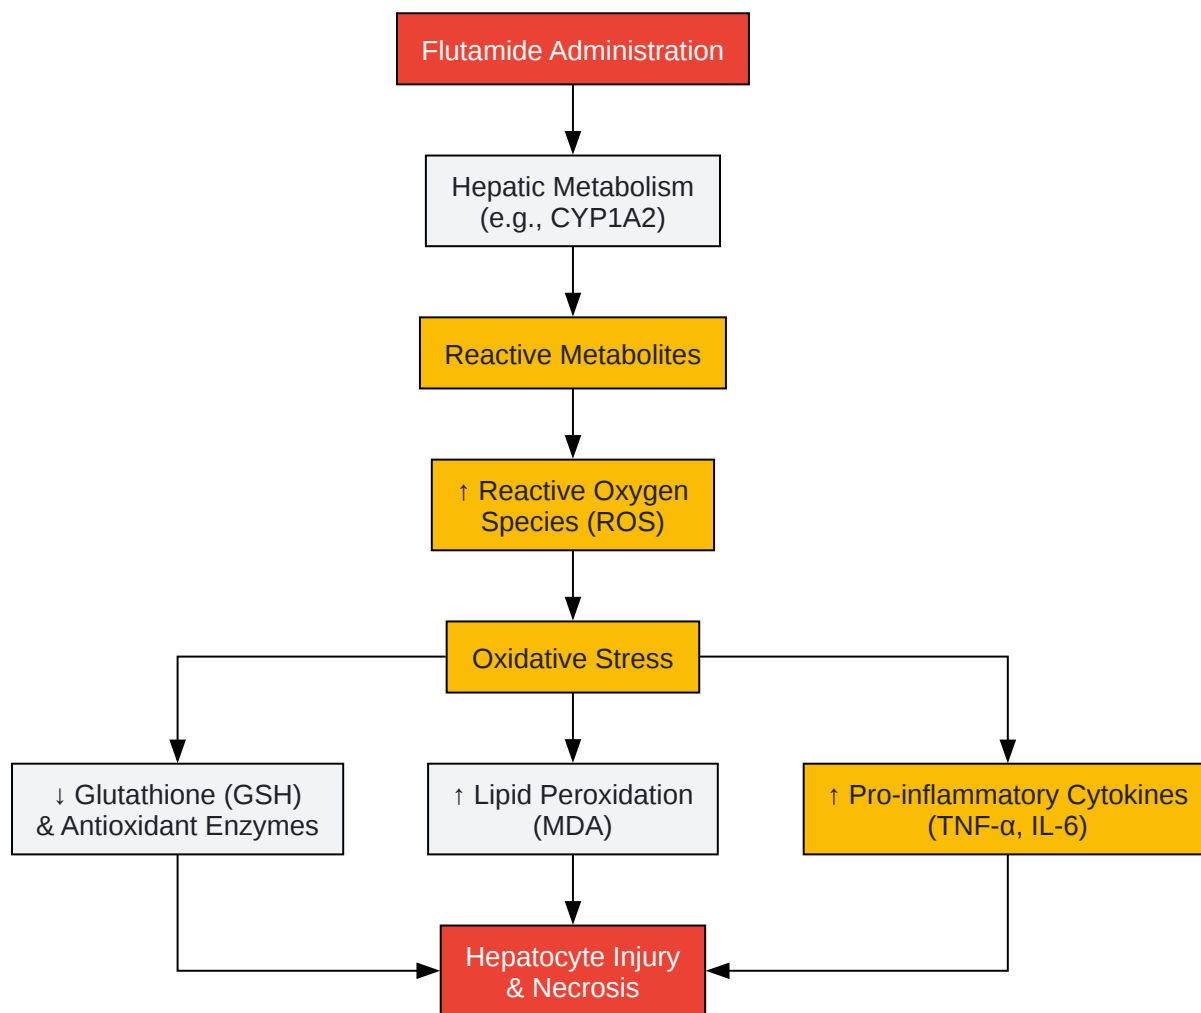 Flutamide Administration
Hepatic Metabolism
(e.g., CYP1A2)
Reactive Metabolites
↑ Reactive Oxygen
Species (ROS)
Oxidative Stress
↓ Glutathione (GSH)
& Antioxidant Enzymes
↑ Lipid Peroxidation
(MDA)
↑ Pro-inflammatory Cytokines
(TNF-α, IL-6)
Hepatocyte Injury
& Necrosis